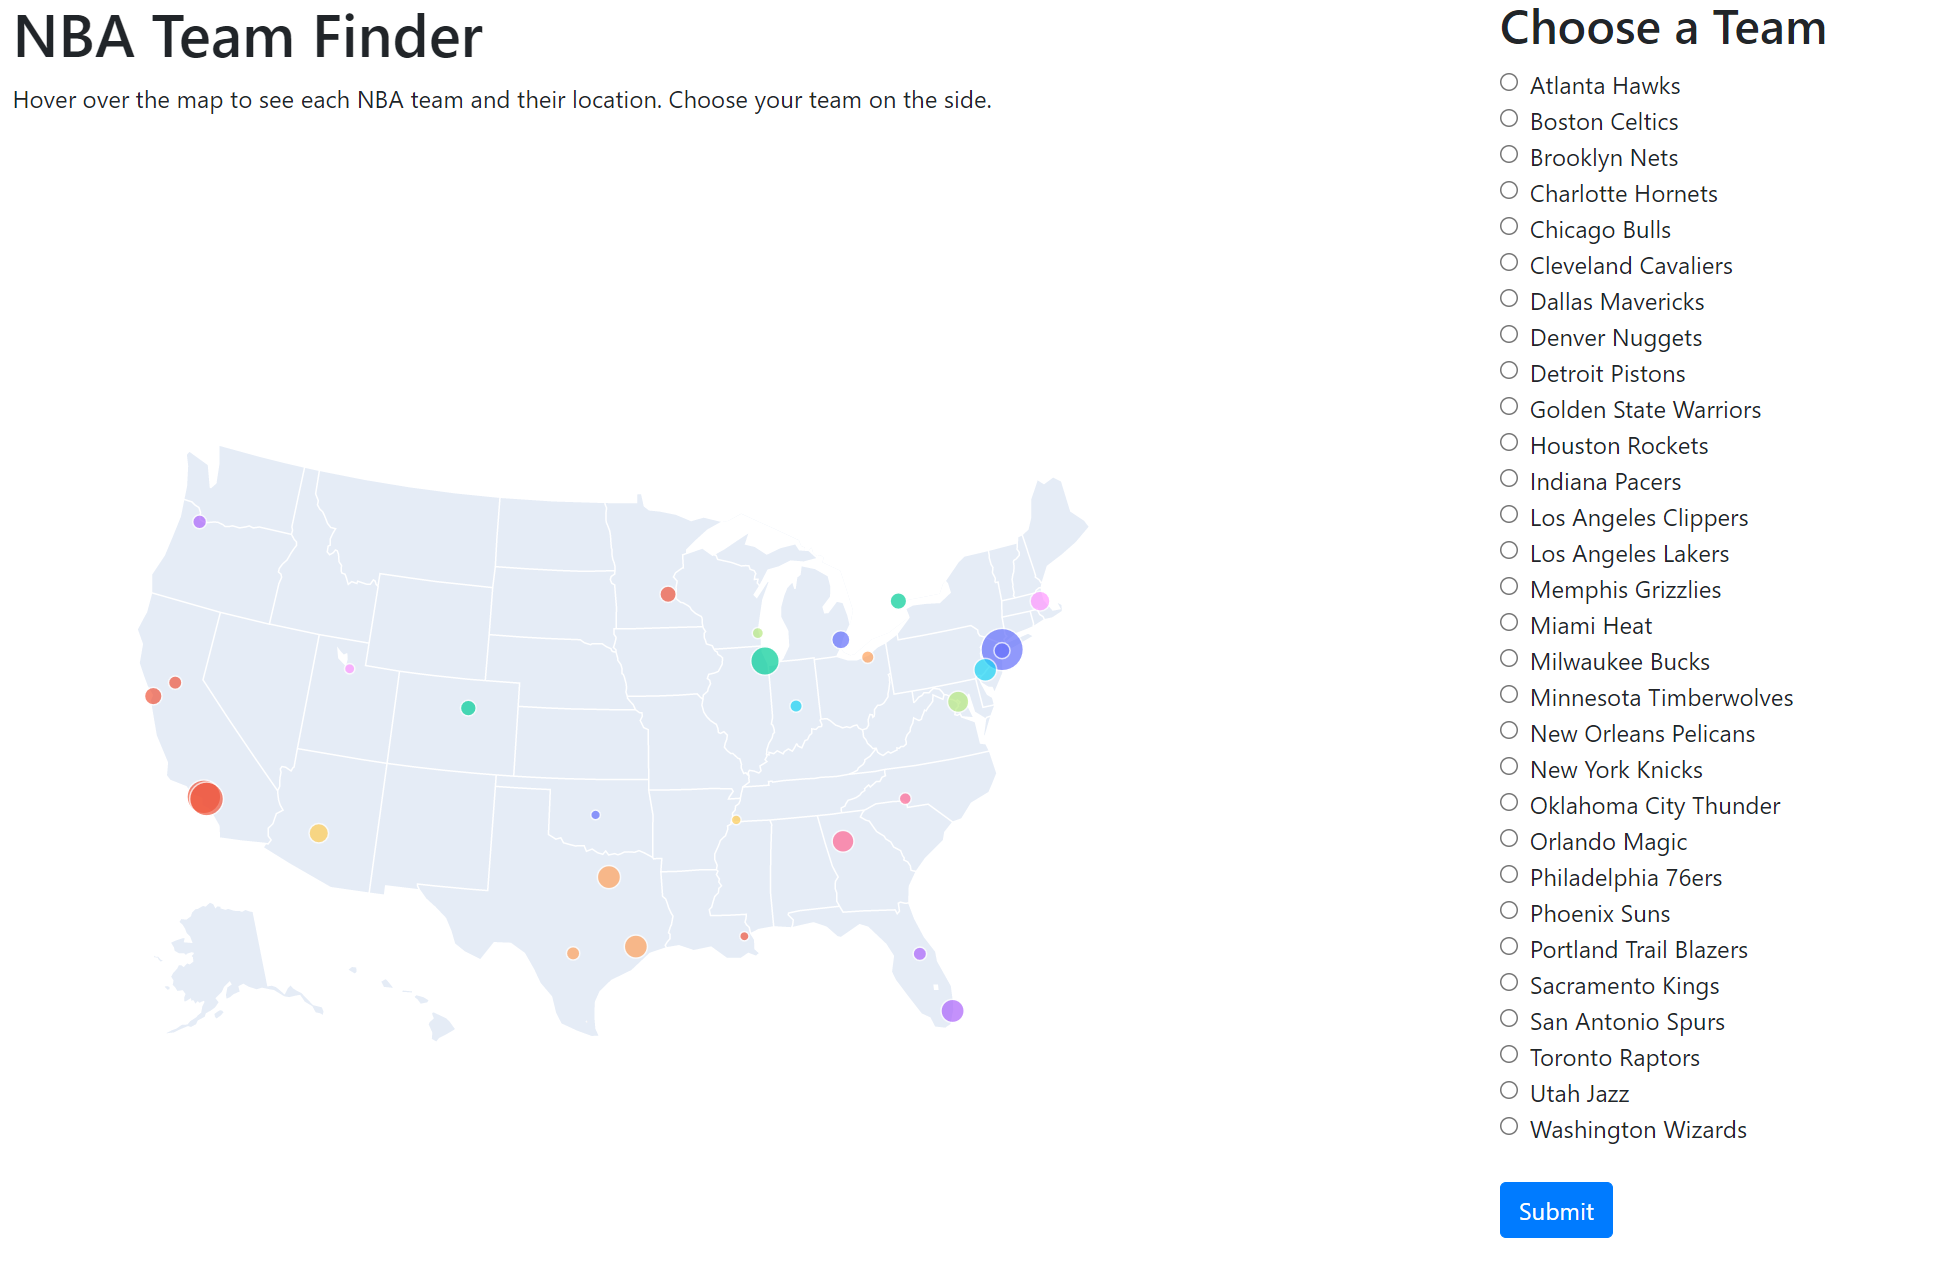 NBA Team Finder
Hover over the map to see each NBA team and their location. Choose your team on the side.
Choose a Team
Atlanta Hawks
Boston Celtics
Brooklyn Nets
Charlotte Hornets
Chicago Bulls
Cleveland Cavaliers
Dallas Mavericks
Denver Nuggets
Detroit Pistons
Golden State Warriors
Houston Rockets
Indiana Pacers
Los Angeles Clippers
Los Angeles Lakers
Memphis Grizzlies
Miami Heat
Milwaukee Bucks
Minnesota Timberwolves
New Orleans Pelicans
New York Knicks
Oklahoma City Thunder
Orlando Magic
Philadelphia 76ers
Phoenix Suns
Portland Trail Blazers
Sacramento Kings
San Antonio Spurs
Toronto Raptors
Utah Jazz
Washington Wizards
Submit